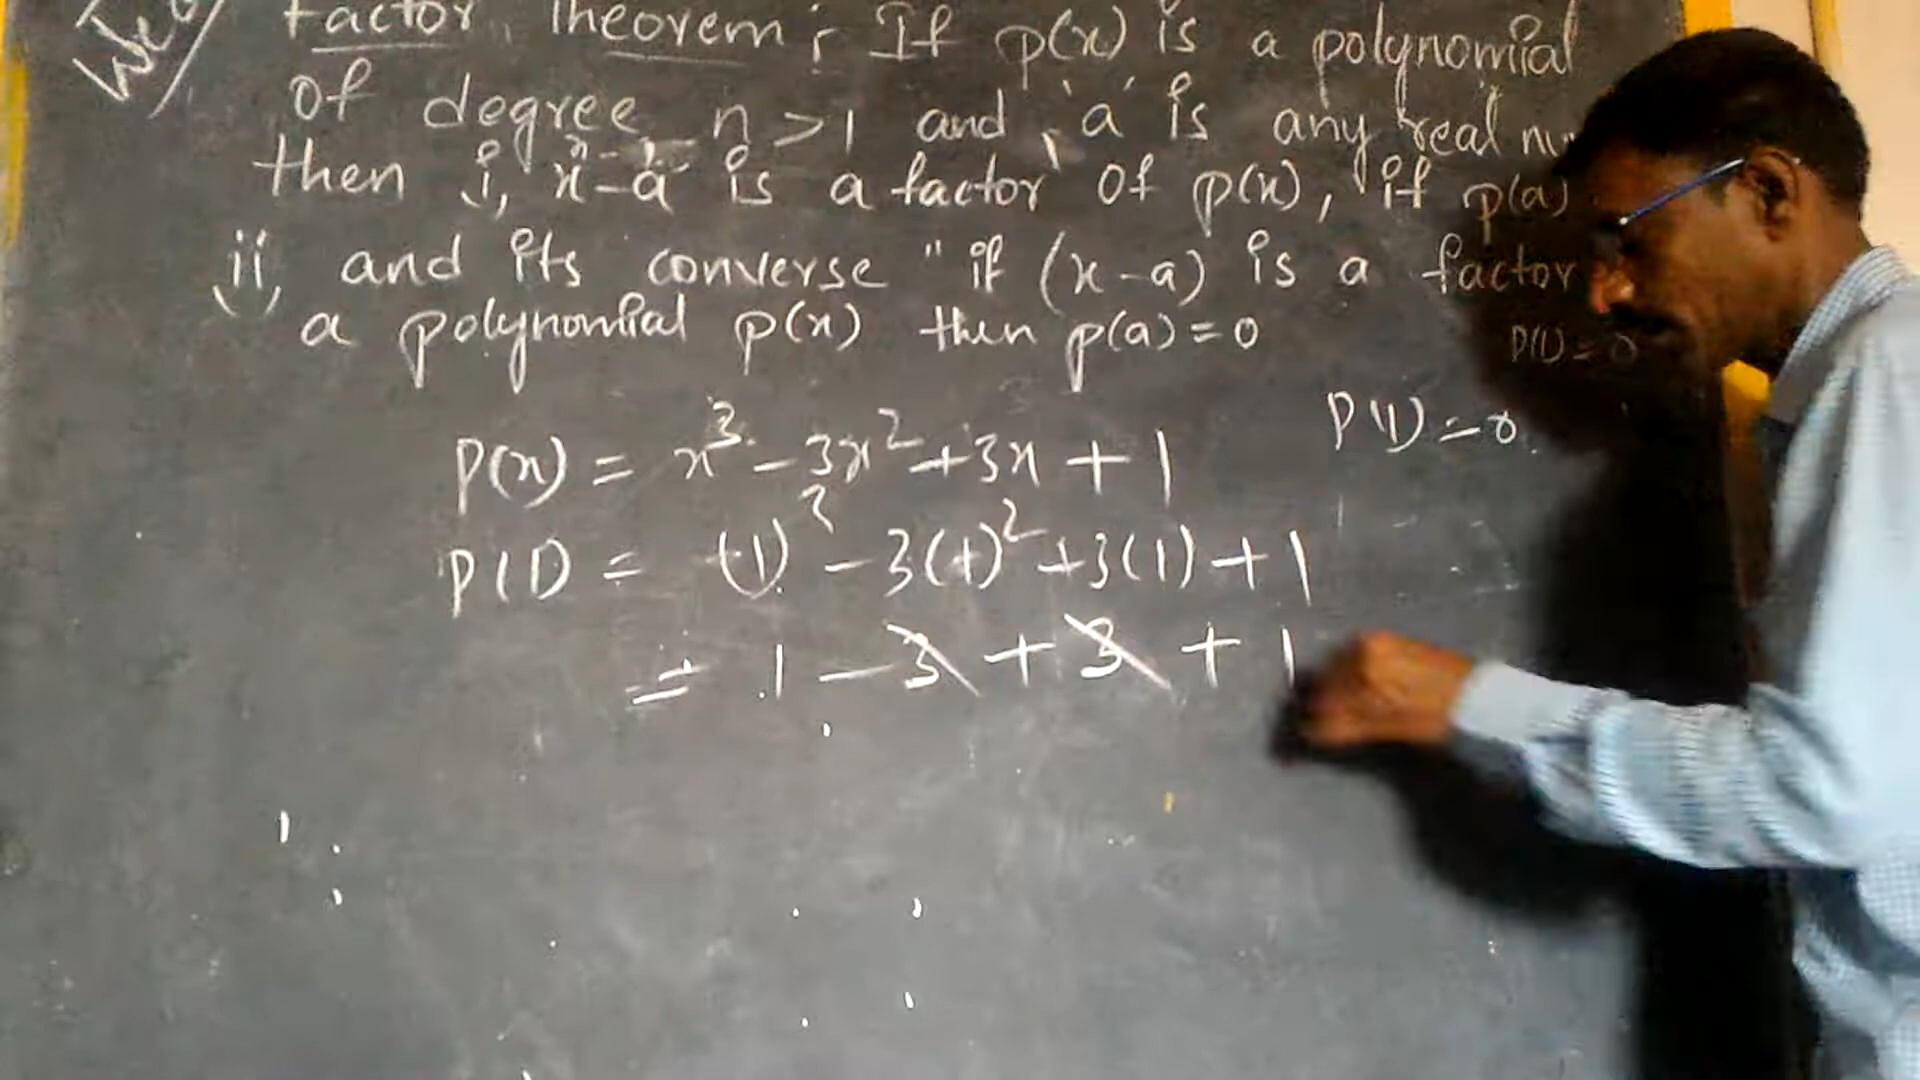 Factor Theorem : If p(x) is a polynomial
of degree n > 1 and 'a' is any real
x - 1
then i, x - a is a factor of p(x), if p(a)
ii, and its converse "if (x - a) is a factor
a polynomial p(x) then p(a) = 0
P(1) = 0
P(1) = 0
P(x) = x³ - 3x² + 3x + 1
P(1) = (1)³ - 3(1)² + 3(1) + 1
= 1 - 3 + 3 + 1